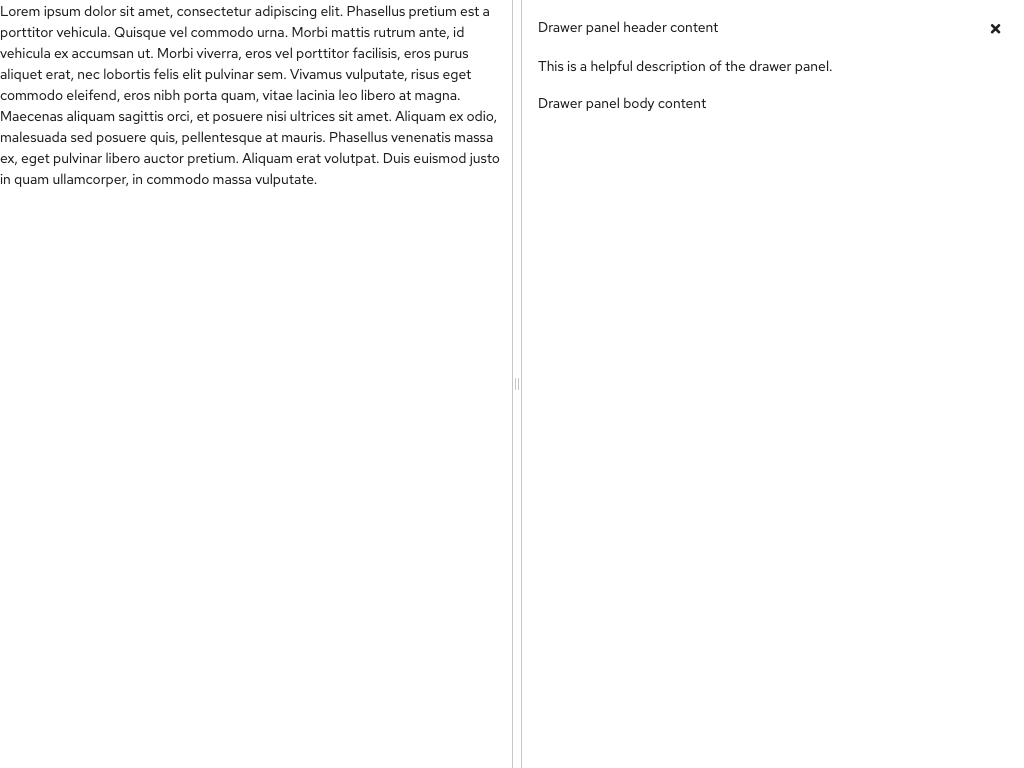 Lorem ipsum dolor sit amet, consectetur adipiscing elit. Phasellus pretium est a
porttitor vehicula. Quisque vel commodo urna. Morbi mattis rutrum ante, id
vehicula ex accumsan ut. Morbi viverra, eros vel porttitor facilisis, eros purus
aliquet erat, nec lobortis felis elit pulvinar sem. Vivamus vulputate, risus eget
commodo eleifend, eros nibh porta quam, vitae lacinia leo libero at magna.
Maecenas aliquam sagittis orci, et posuere nisi ultrices sit amet. Aliquam ex odio,
malesuada sed posuere quis, pellentesque at mauris. Phasellus venenatis massa
ex, eget pulvinar libero auctor pretium. Aliquam erat volutpat. Duis euismod justo
in quam ullamcorper, in commodo massa vulputate.
Drawer panel header content
This is a helpful description of the drawer panel.
Drawer panel body content